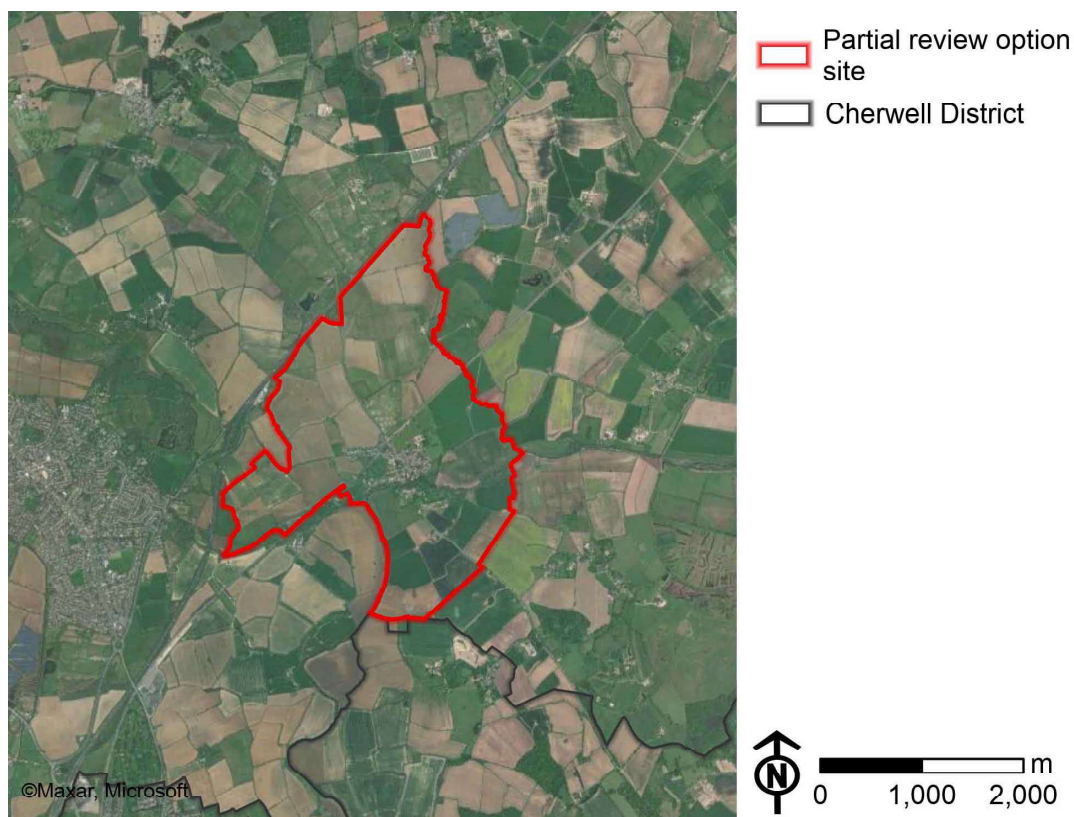 Partial review option
site
Cherwell District
©Maxar, Microsoft
N
m
0 1,000 2,000